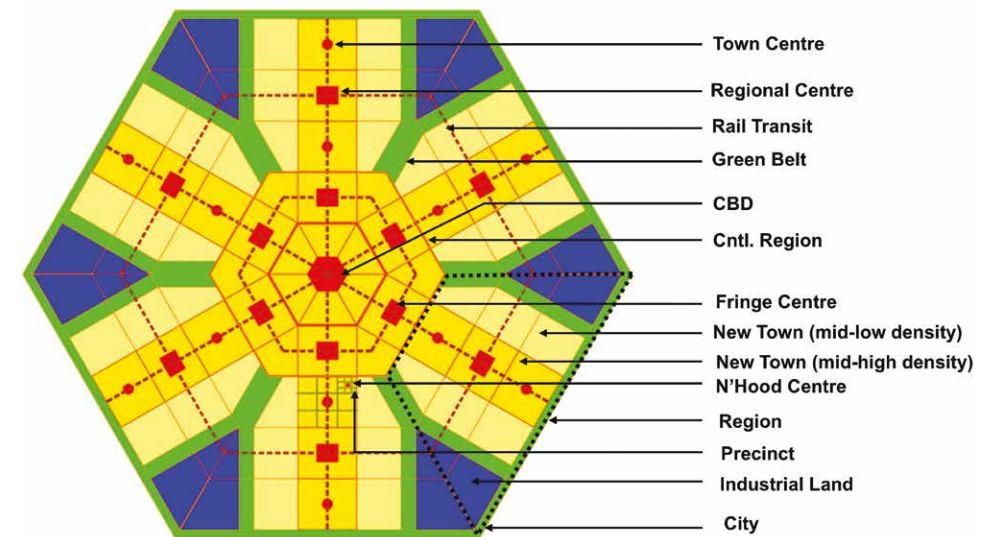 Town Centre
Regional Centre
Rail Transit
Green Belt
CBD
Cntl. Region
Fringe Centre
New Town (mid-low density)
New Town (mid-high density)
N'Hood Centre
Region
Precinct
Industrial Land
City